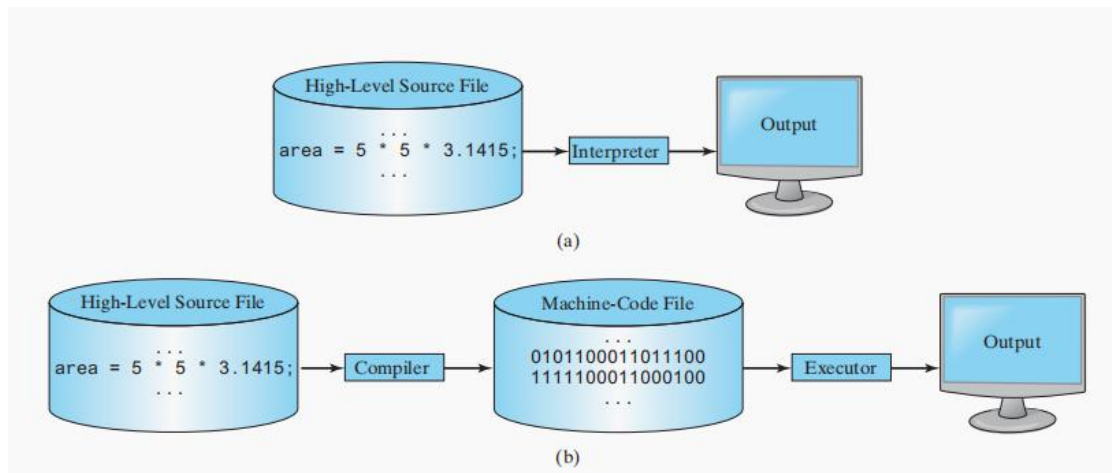 High-Level Source File
...
area = 5 * 5 * 3.1415;
...
Interpreter
Output
(a)
High-Level Source File
...
area = 5 * 5 * 3.1415;
...
Compiler
Machine-Code File
...
0101100011011100
1111100011000100
...
Executor
Output
(b)